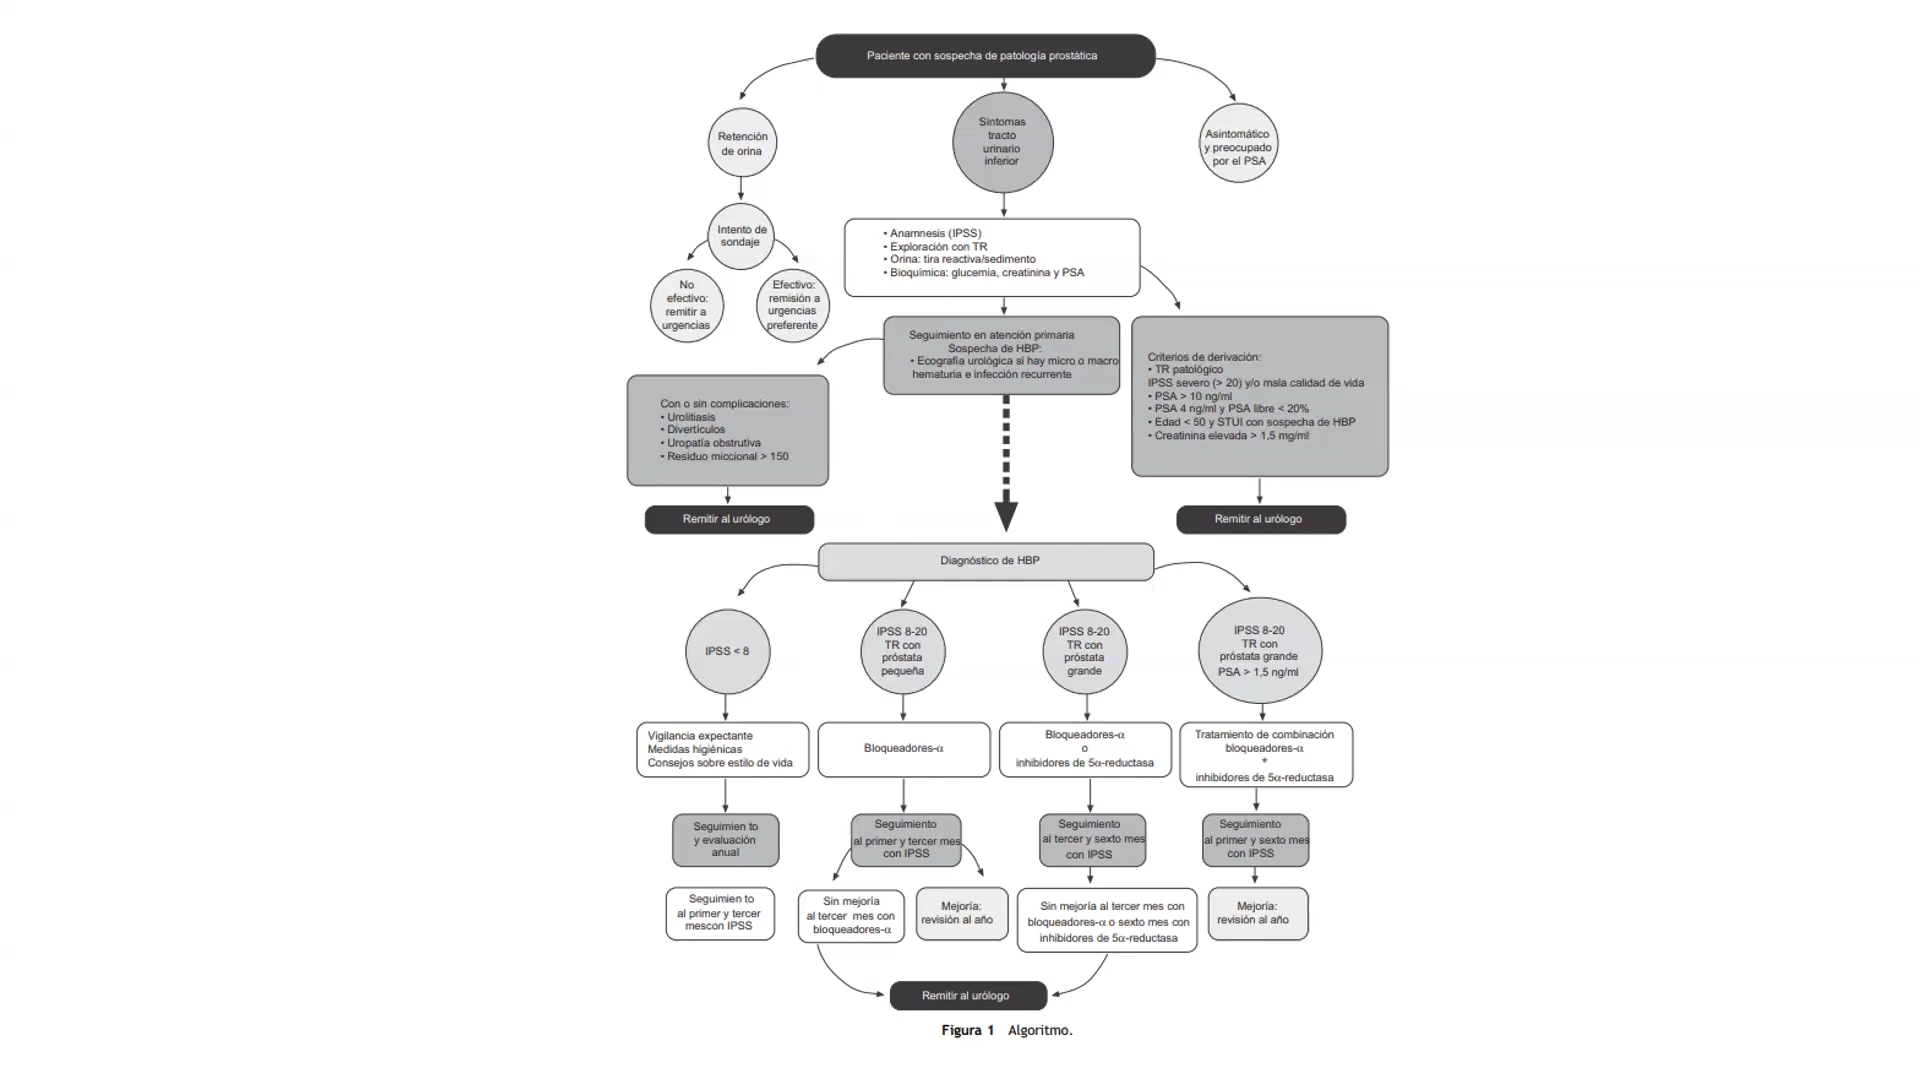 Paciente con sospecha de patología prostática
Retención
de orina
Síntomas
tracto
urinario
inferior
Asintomático
y preocupado
por el PSA
Intento de
sondaje
No
efectivo:
remitir a
urgencias
Efectivo:
remisión a
urgencias
preferente
• Anamnesis (IPSS)
• Exploración con TR
• Orina: tira reactiva/sedimento
• Bioquímica: glucemia, creatinina y PSA
Seguimiento en atención primaria
Sospecha de HBP:
• Ecografía urológica si hay micro o macro
hematuria e infección recurrente
Criterios de derivación:
• TR patológico
IPSS severo (> 20) y/o mala calidad de vida
• PSA > 10 ng/ml
• PSA 4 ng/ml y PSA libre < 20%
• Edad < 50 y STUI con sospecha de HBP
• Creatinina elevada > 1,5 mg/ml
Con o sin complicaciones:
• Urolitiasis
• Divertículos
• Uropatía obstrutiva
• Residuo miccional > 150
Remitir al urólogo
Remitir al urólogo
Diagnóstico de HBP
IPSS < 8
IPSS 8-20
TR con
próstata
pequeña
IPSS 8-20
TR con
próstata
grande
IPSS 8-20
TR con
próstata grande
PSA > 1,5 ng/ml
Vigilancia expectante
Medidas higiénicas
Consejos sobre estilo de vida
Bloqueadores-α
Bloqueadores-α
o
inhibidores de 5α-reductasa
Tratamiento de combinación
bloqueadores-α
+
inhibidores de 5α-reductasa
Seguimien to
y evaluación
anual
Seguimiento
al primer y tercer mes
con IPSS
Seguimiento
al tercer y sexto mes
con IPSS
Seguimiento
al primer y sexto mes
con IPSS
Seguimien to
al primer y tercer
mescon IPSS
Sin mejoría
al tercer mes con
bloqueadores-α
Mejoría:
revisión al año
Sin mejoría al tercer mes con
bloqueadores-α o sexto mes con
inhibidores de 5α-reductasa
Mejoría:
revisión al año
Remitir al urólogo
Figura 1 Algoritmo.